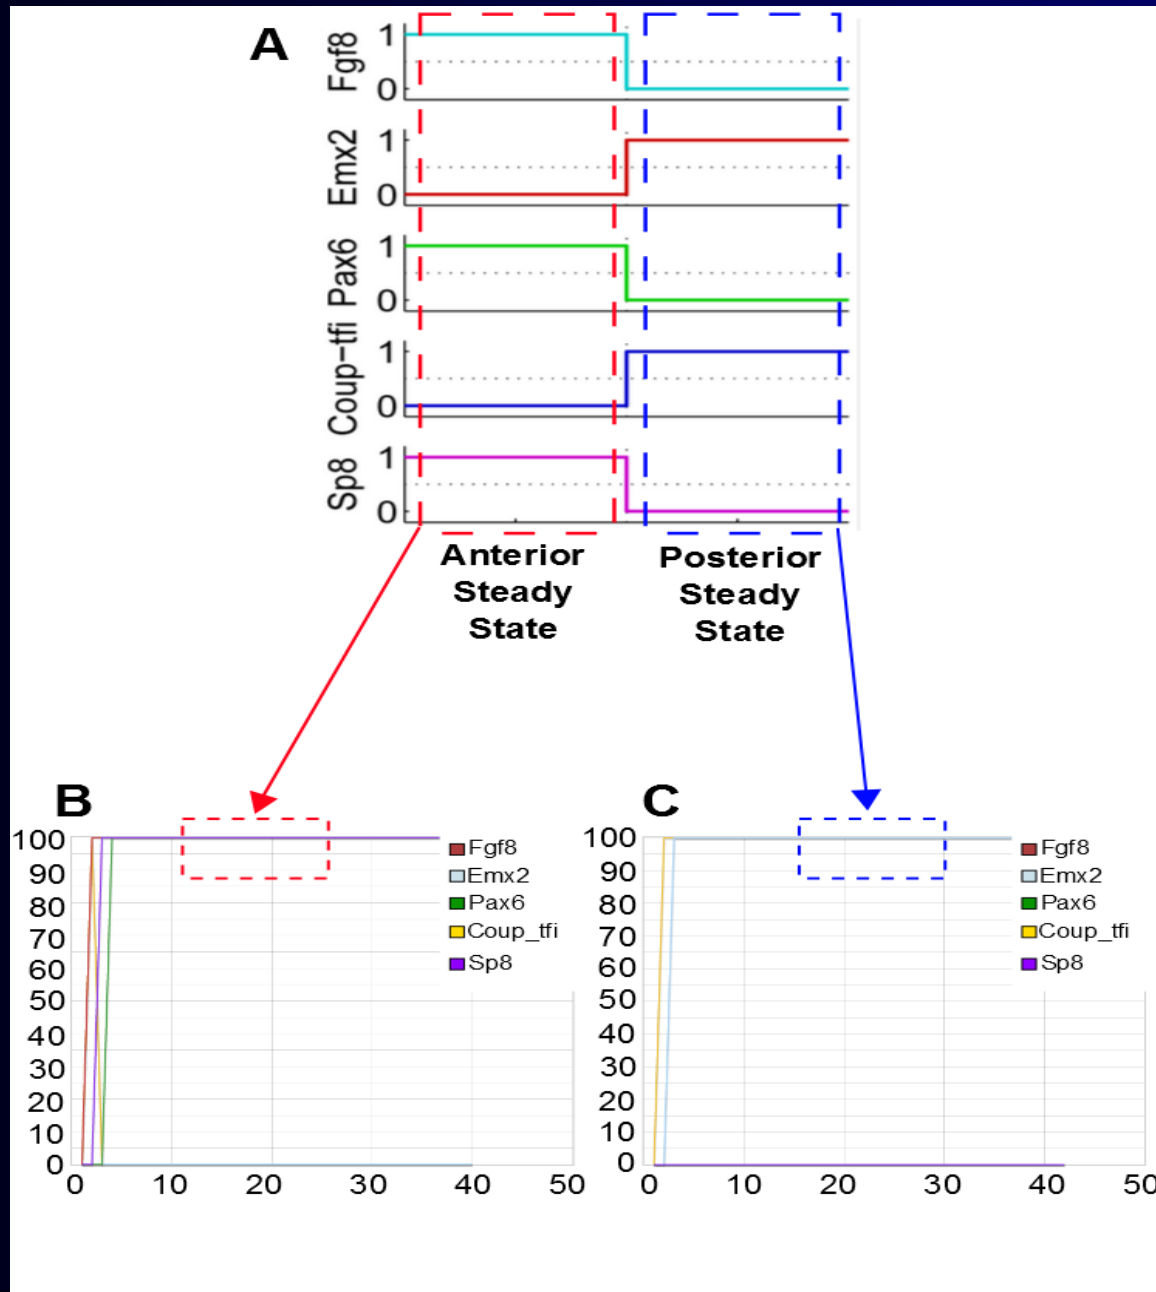 A
Fgf8
1
0
Emx2
1
0
Pax6
1
0
Coup-tfi
1
0
Sp8
1
0
Anterior
Steady
State
Posterior
Steady
State
B
100
90
80
70
60
50
40
30
20
10
0
0 10 20 30 40 50
Fgf8
Emx2
Pax6
Coup_tfi
Sp8
C
100
90
80
70
60
50
40
30
20
10
0
0 10 20 30 40 50
Fgf8
Emx2
Pax6
Coup_tfi
Sp8